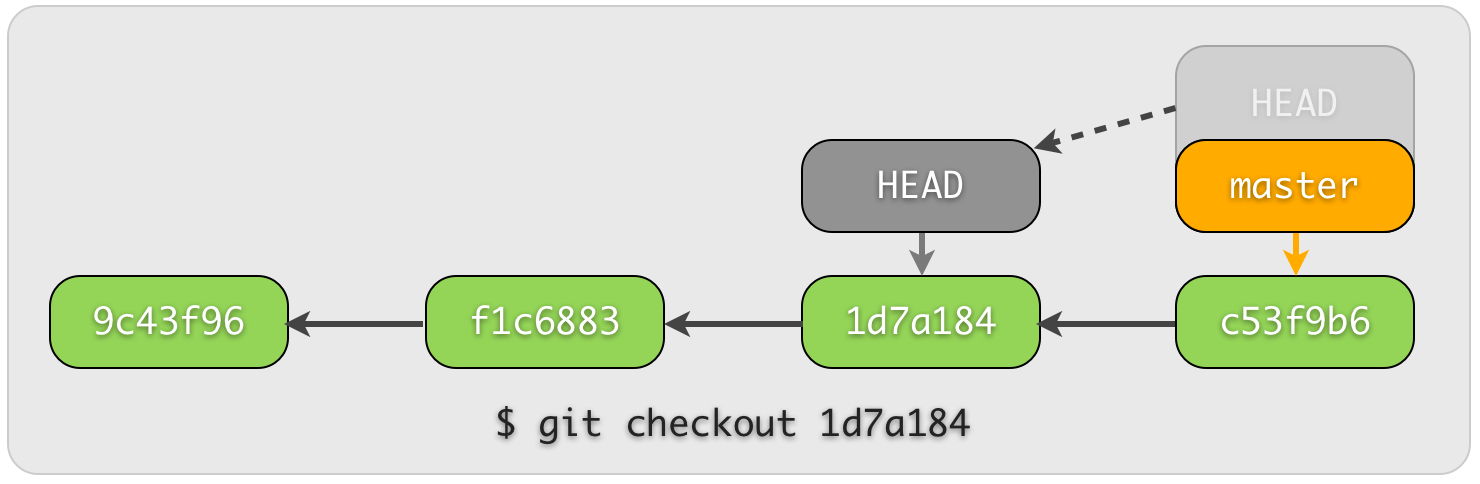 HEAD
HEAD
master
9c43f96
f1c6883
1d7a184
c53f9b6
$ git checkout 1d7a184